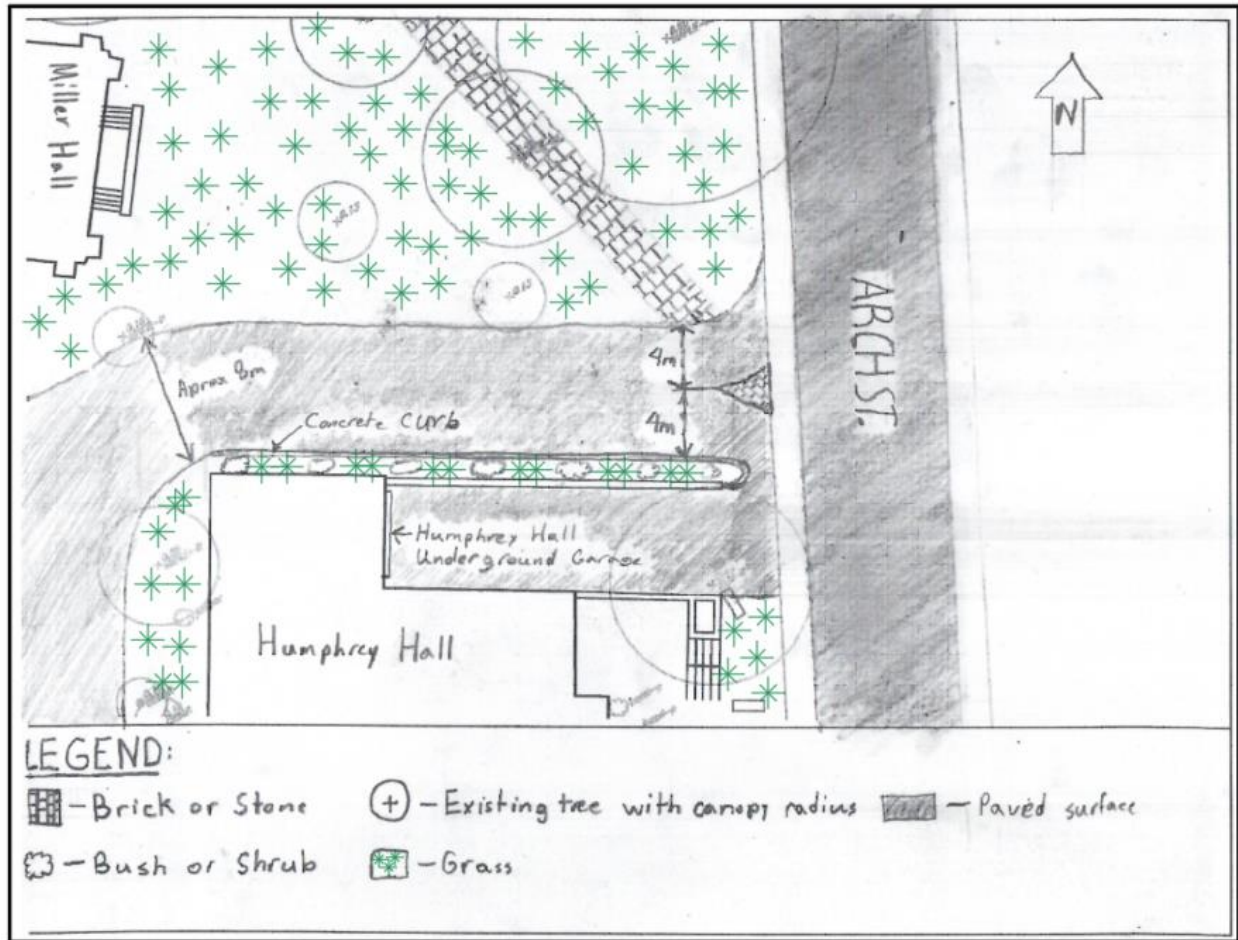 Miller Hall
N
ARCH ST.
4m
4m
Aprox 8m
Concrete Curb
Humphrey Hall
Underground Garage
Humphrey Hall
LEGEND:
- Brick or Stone
- Existing tree with canopy radius
- Paved surface
- Bush or Shrub
- Grass